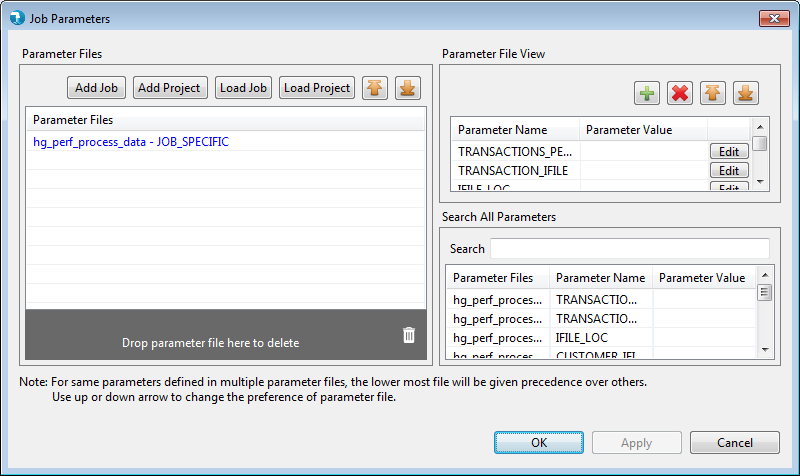 Job Parameters
Parameter Files
Add Job
Add Project
Load Job
Load Project
Parameter Files
hg_perf_process_data - JOB_SPECIFIC
Drop parameter file here to delete
Parameter File View
Parameter Name Parameter Value
TRANSACTIONS_PE... Edit
TRANSACTION_IFILE Edit
IFILE_LOC Edit
Search All Parameters
Search
Parameter Files Parameter Name Parameter Value
hg_perf_proces... TRANSACTIO...
hg_perf_proces... TRANSACTIO...
hg_perf_proces... IFILE_LOC
hg_perf_proces... CUSTOMER_IFI...
Note: For same parameters defined in multiple parameter files, the lower most file will be given precedence over others.
Use up or down arrow to change the preference of parameter file.
OK
Apply
Cancel